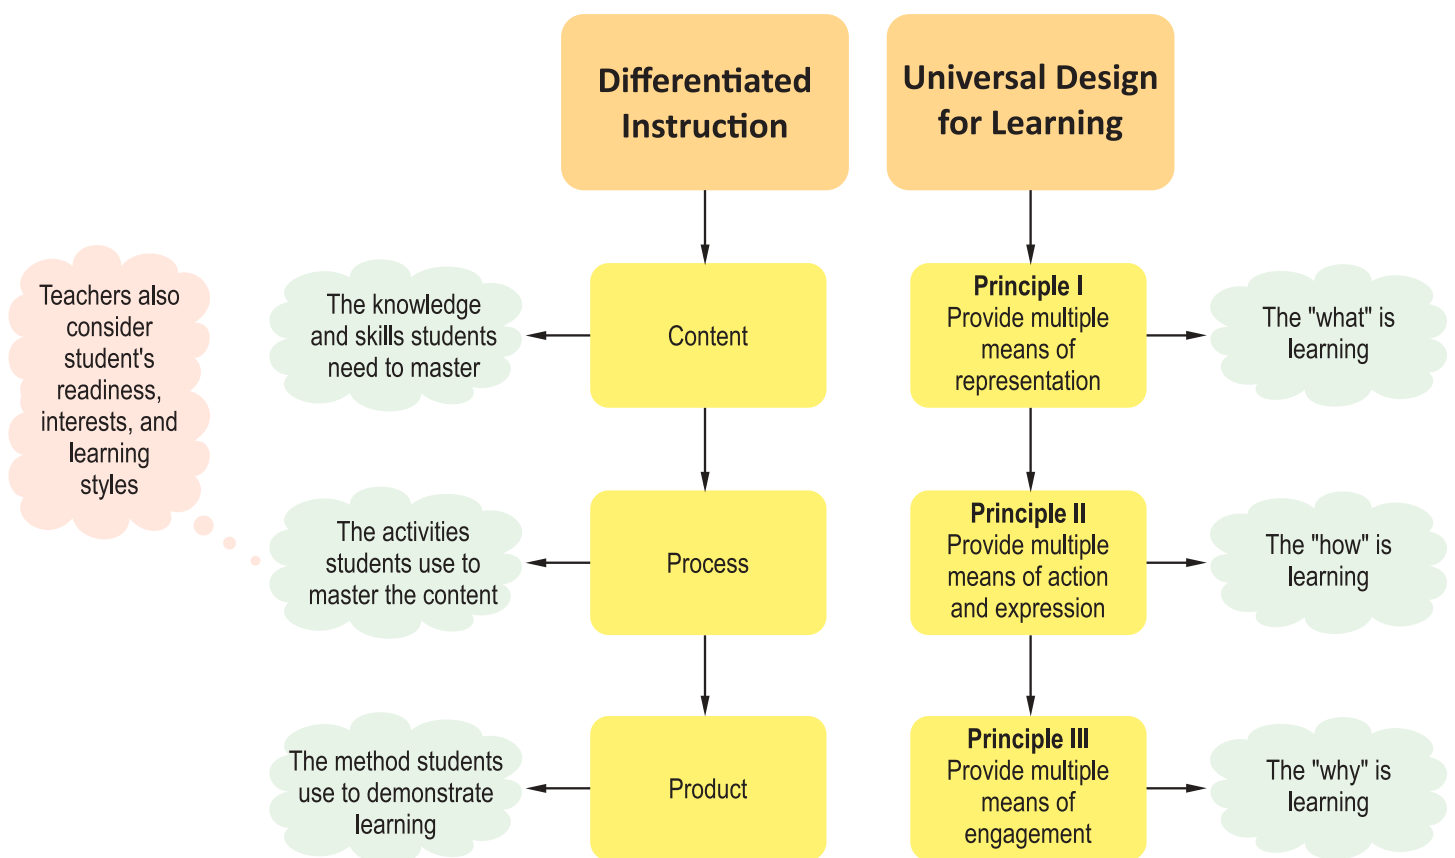 Differentiated
Instruction
Universal Design
for Learning
Teachers also
consider
student's
readiness,
interests, and
learning
styles
The knowledge
and skills students
need to master
Content
Principle I
Provide multiple
means of
representation
The "what" is
learning
The activities
students use to
master the content
Process
Principle II
Provide multiple
means of action
and expression
The "how" is
learning
The method students
use to demonstrate
learning
Product
Principle III
Provide multiple
means of
engagement
The "why" is
learning